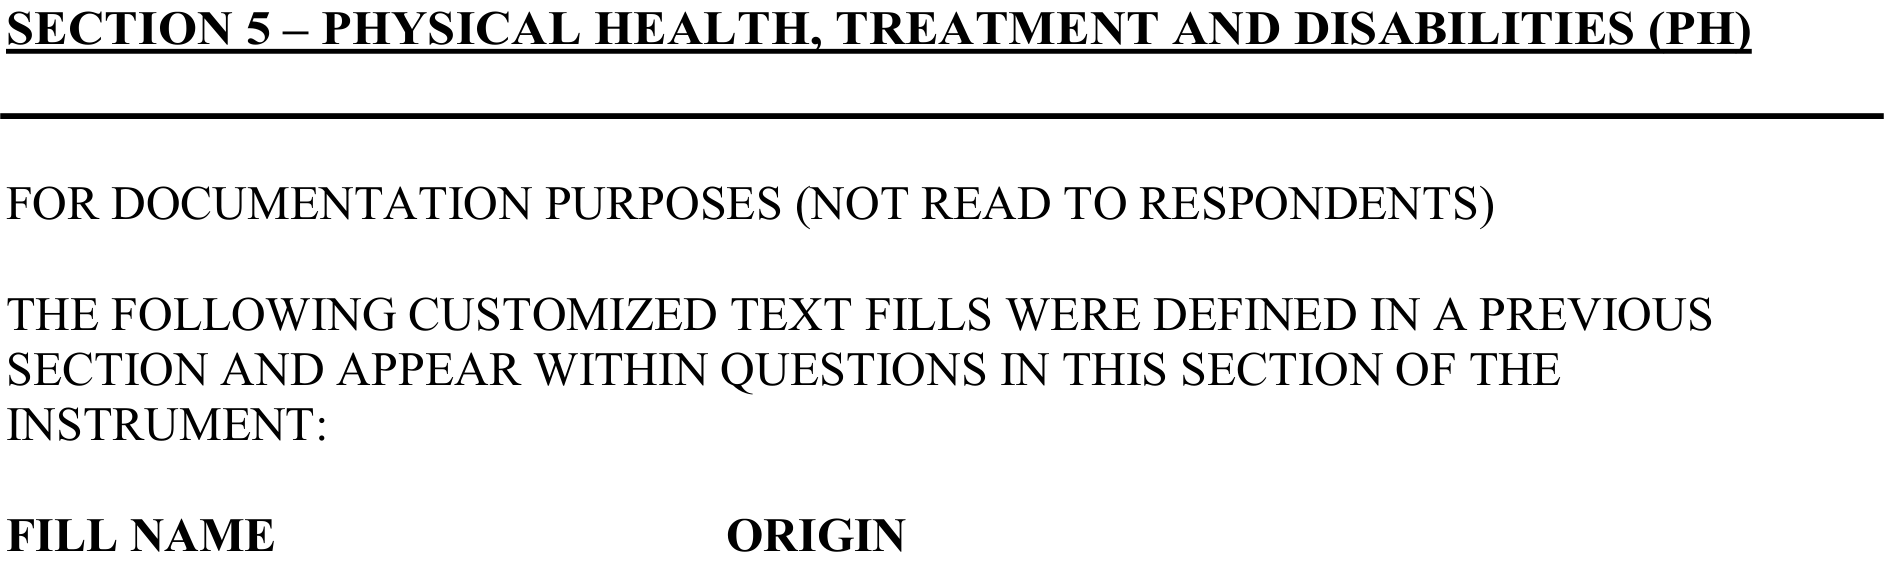 SECTION 5 – PHYSICAL HEALTH, TREATMENT AND DISABILITIES (PH)
FOR DOCUMENTATION PURPOSES (NOT READ TO RESPONDENTS)
THE FOLLOWING CUSTOMIZED TEXT FILLS WERE DEFINED IN A PREVIOUS
SECTION AND APPEAR WITHIN QUESTIONS IN THIS SECTION OF THE
INSTRUMENT:
FILL NAME ORIGIN